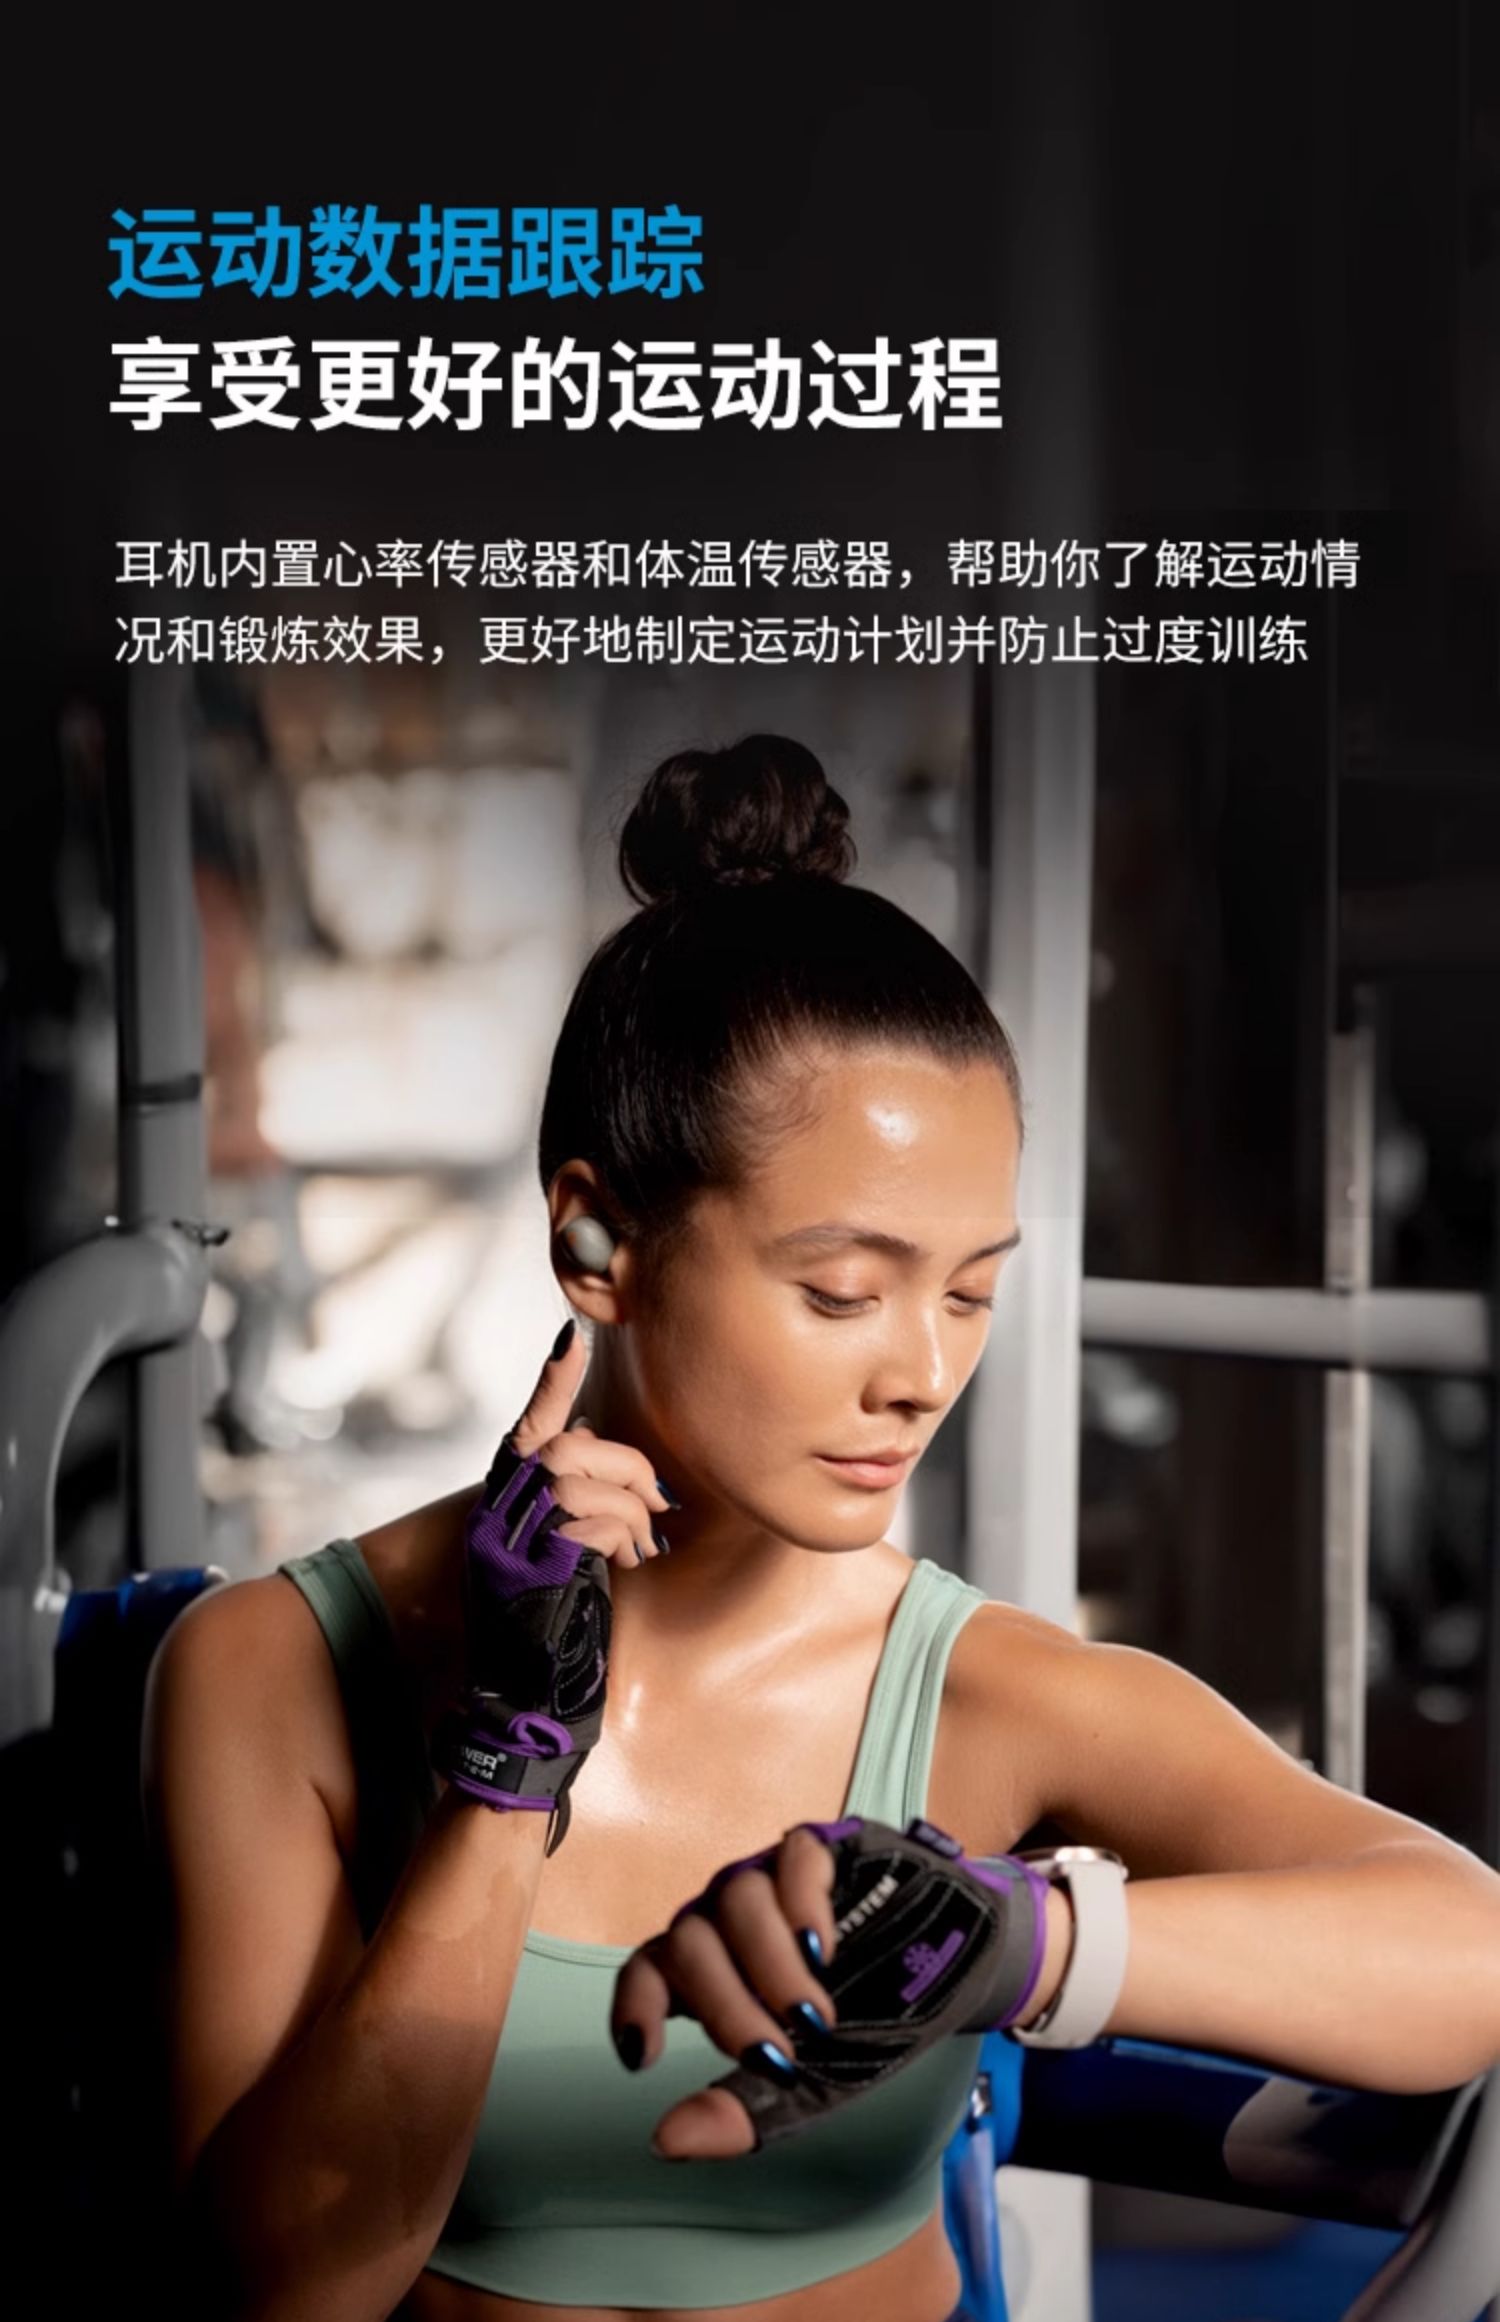 运动数据跟踪
享受更好的运动过程
耳机内置心率传感器和体温传感器，帮助你了解运动情
况和锻炼效果，更好地制定运动计划并防止过度训练
WER®
SYSTEM